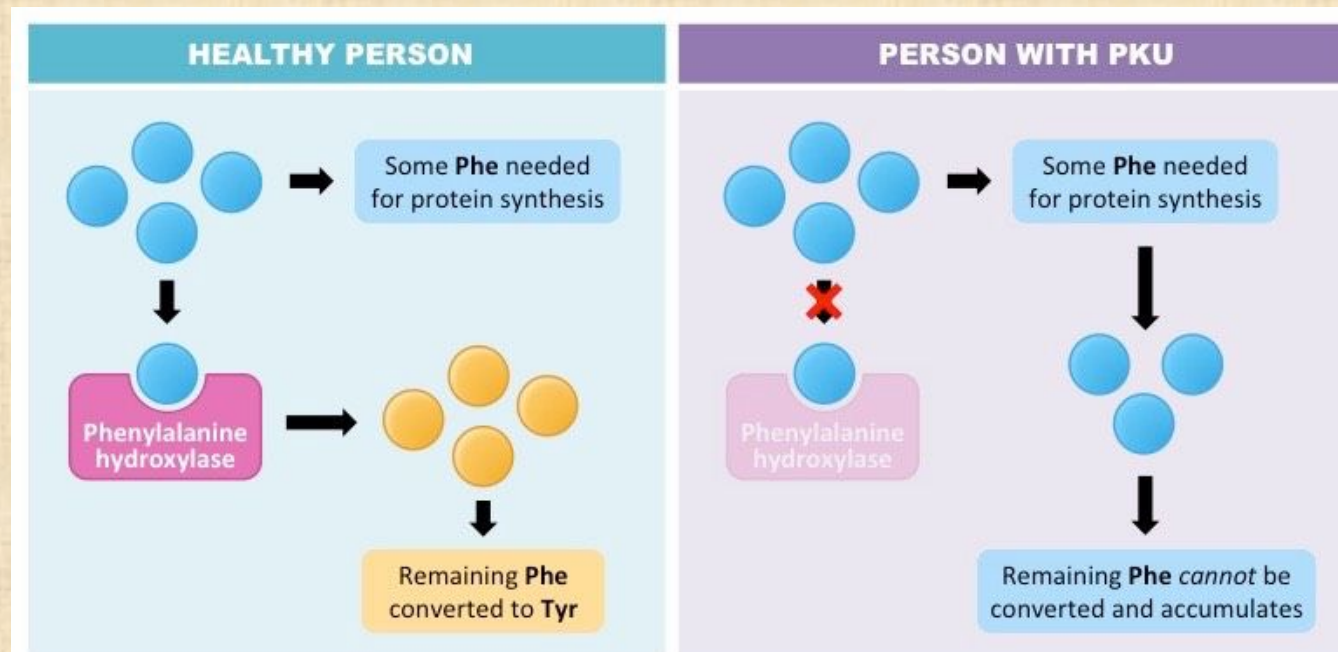 HEALTHY PERSON
Some Phe needed
for protein synthesis
Phenylalanine
hydroxylase
Remaining Phe
converted to Tyr
PERSON WITH PKU
Some Phe needed
for protein synthesis
Phenylalanine
hydroxylase
Remaining Phe cannot be
converted and accumulates